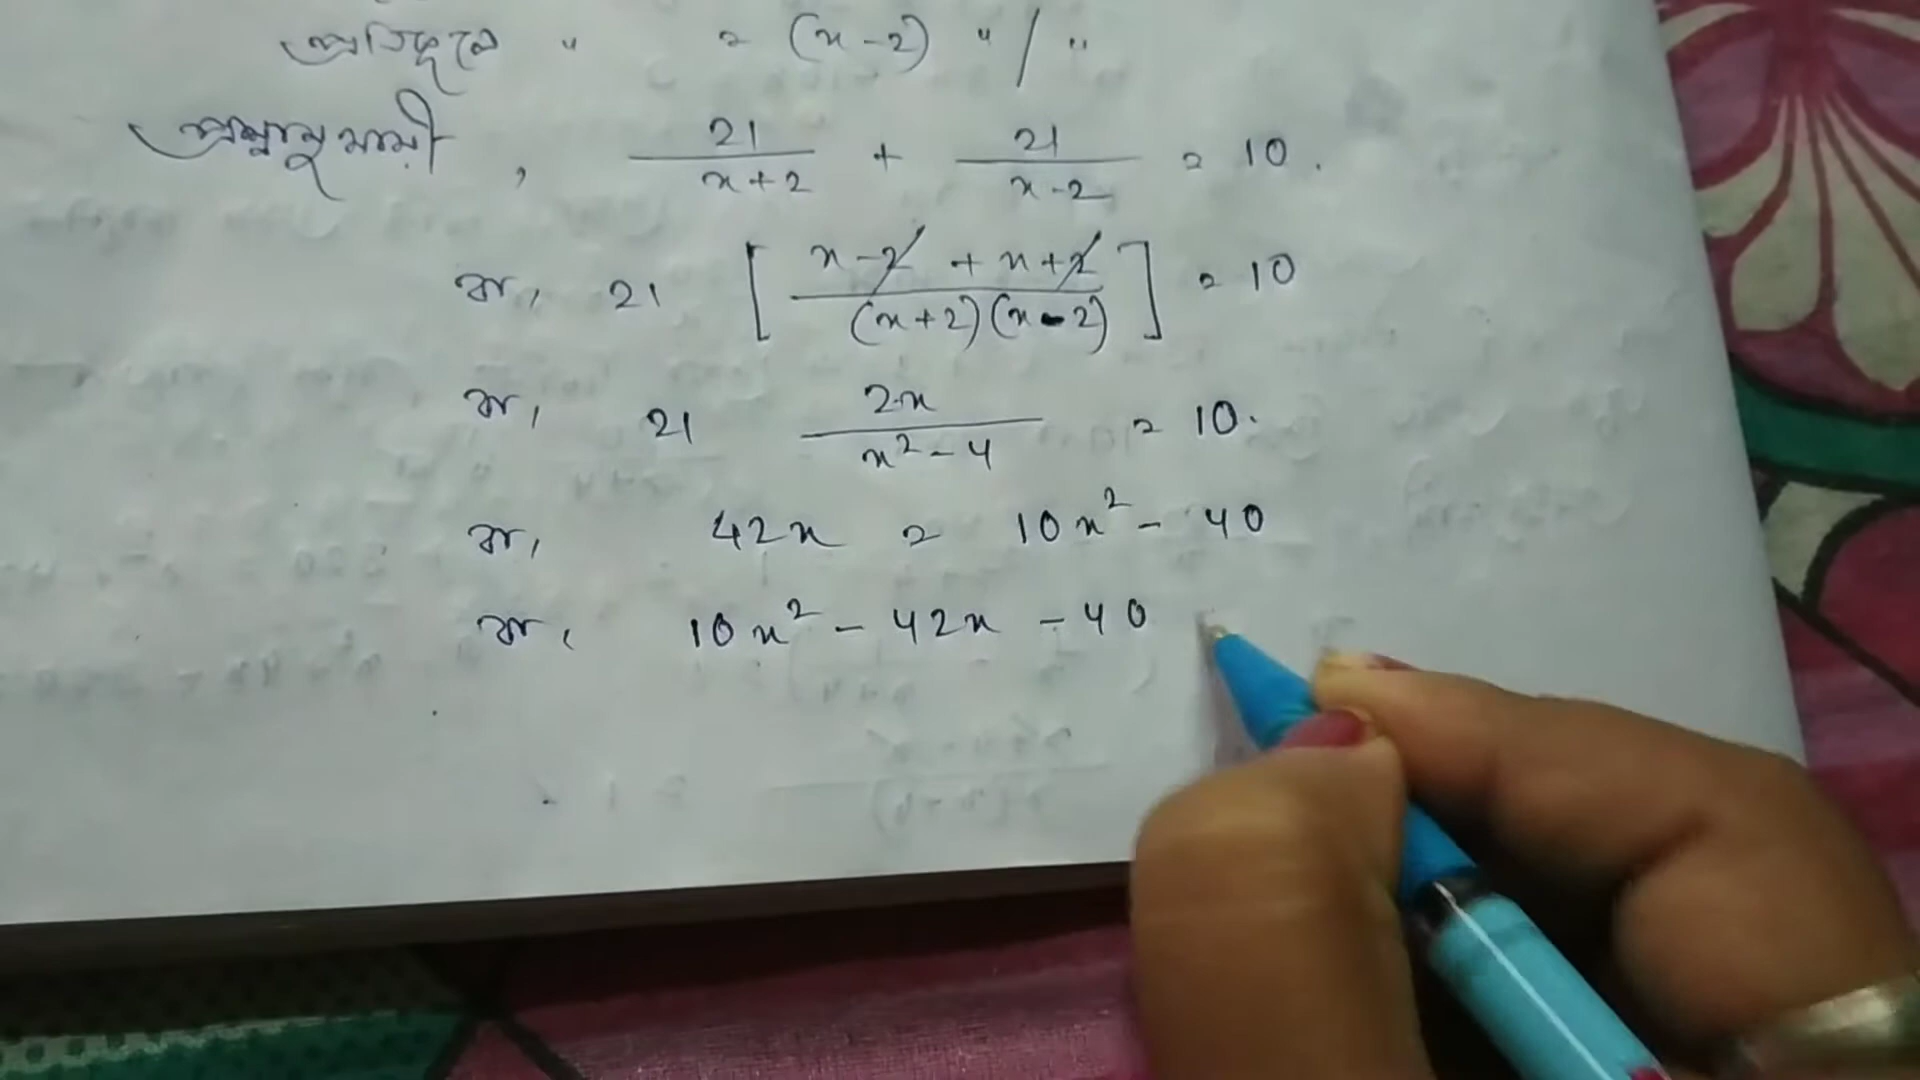 প্রতিকূলে " = (x-2) " / "
প্রশ্নানুযায়ী, 21/(x+2) + 21/(x-2) = 10.
বা, 21 [ (x-2 + x+2)/((x+2)(x-2)) ] = 10
বা, 21 2x/(x²-4) = 10.
বা, 42x = 10x² - 40
বা, 10x² - 42x - 40